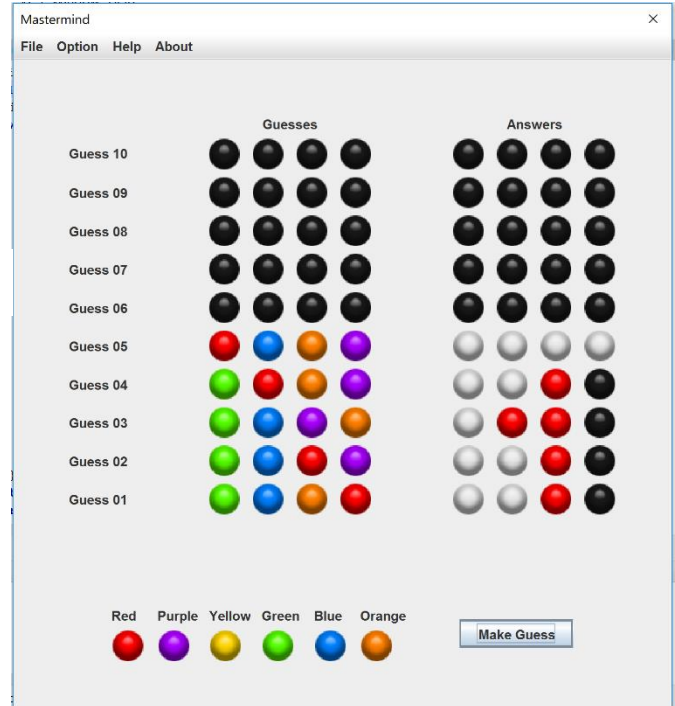 Mastermind
File Option Help About
Guesses Answers
Guess 10
Guess 09
Guess 08
Guess 07
Guess 06
Guess 05
Guess 04
Guess 03
Guess 02
Guess 01
Red Purple Yellow Green Blue Orange
Make Guess